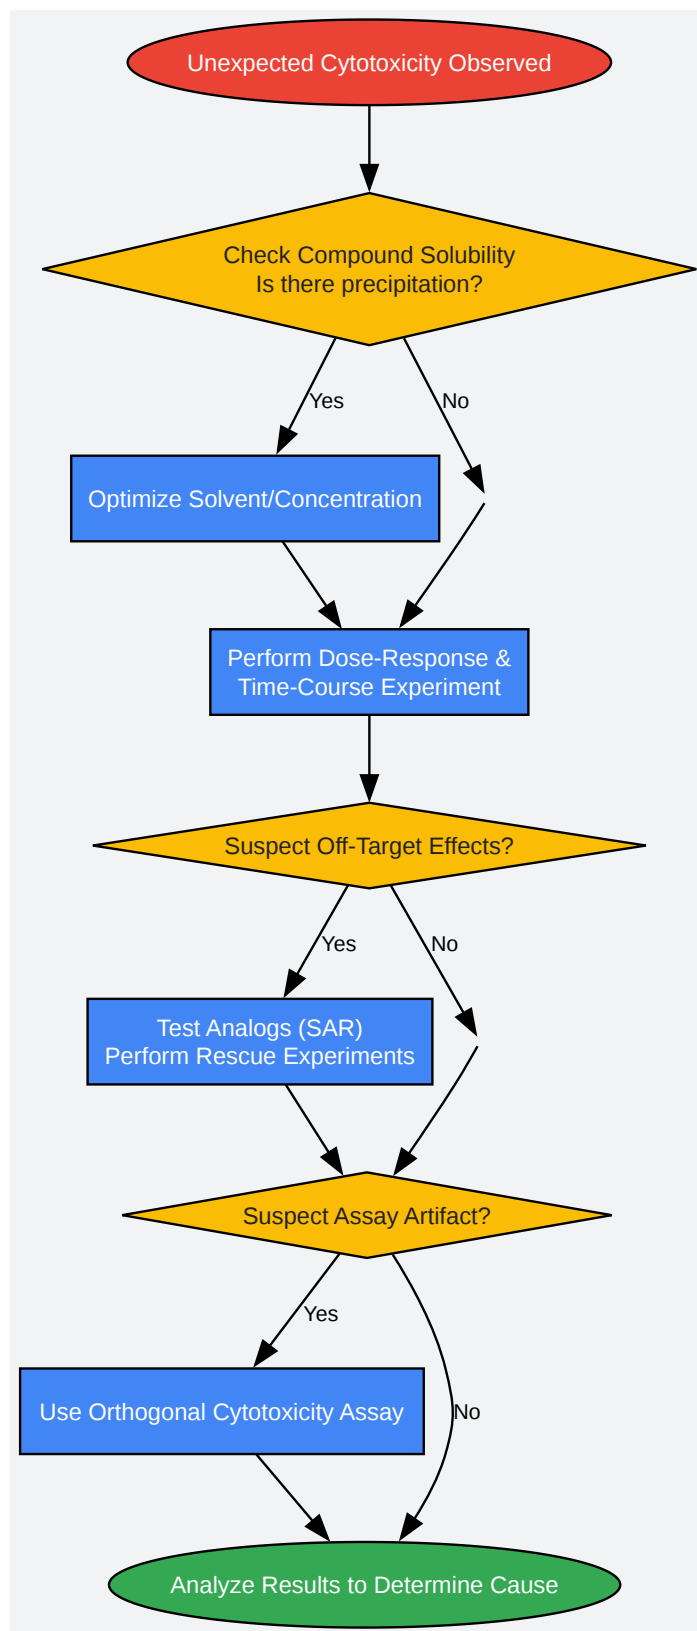 Unexpected Cytotoxicity Observed
Check Compound Solubility
Is there precipitation?
Yes
No
Optimize Solvent/Concentration
Perform Dose-Response &
Time-Course Experiment
Suspect Off-Target Effects?
Yes
No
Test Analogs (SAR)
Perform Rescue Experiments
Suspect Assay Artifact?
Yes
Use Orthogonal Cytotoxicity Assay
No
Analyze Results to Determine Cause